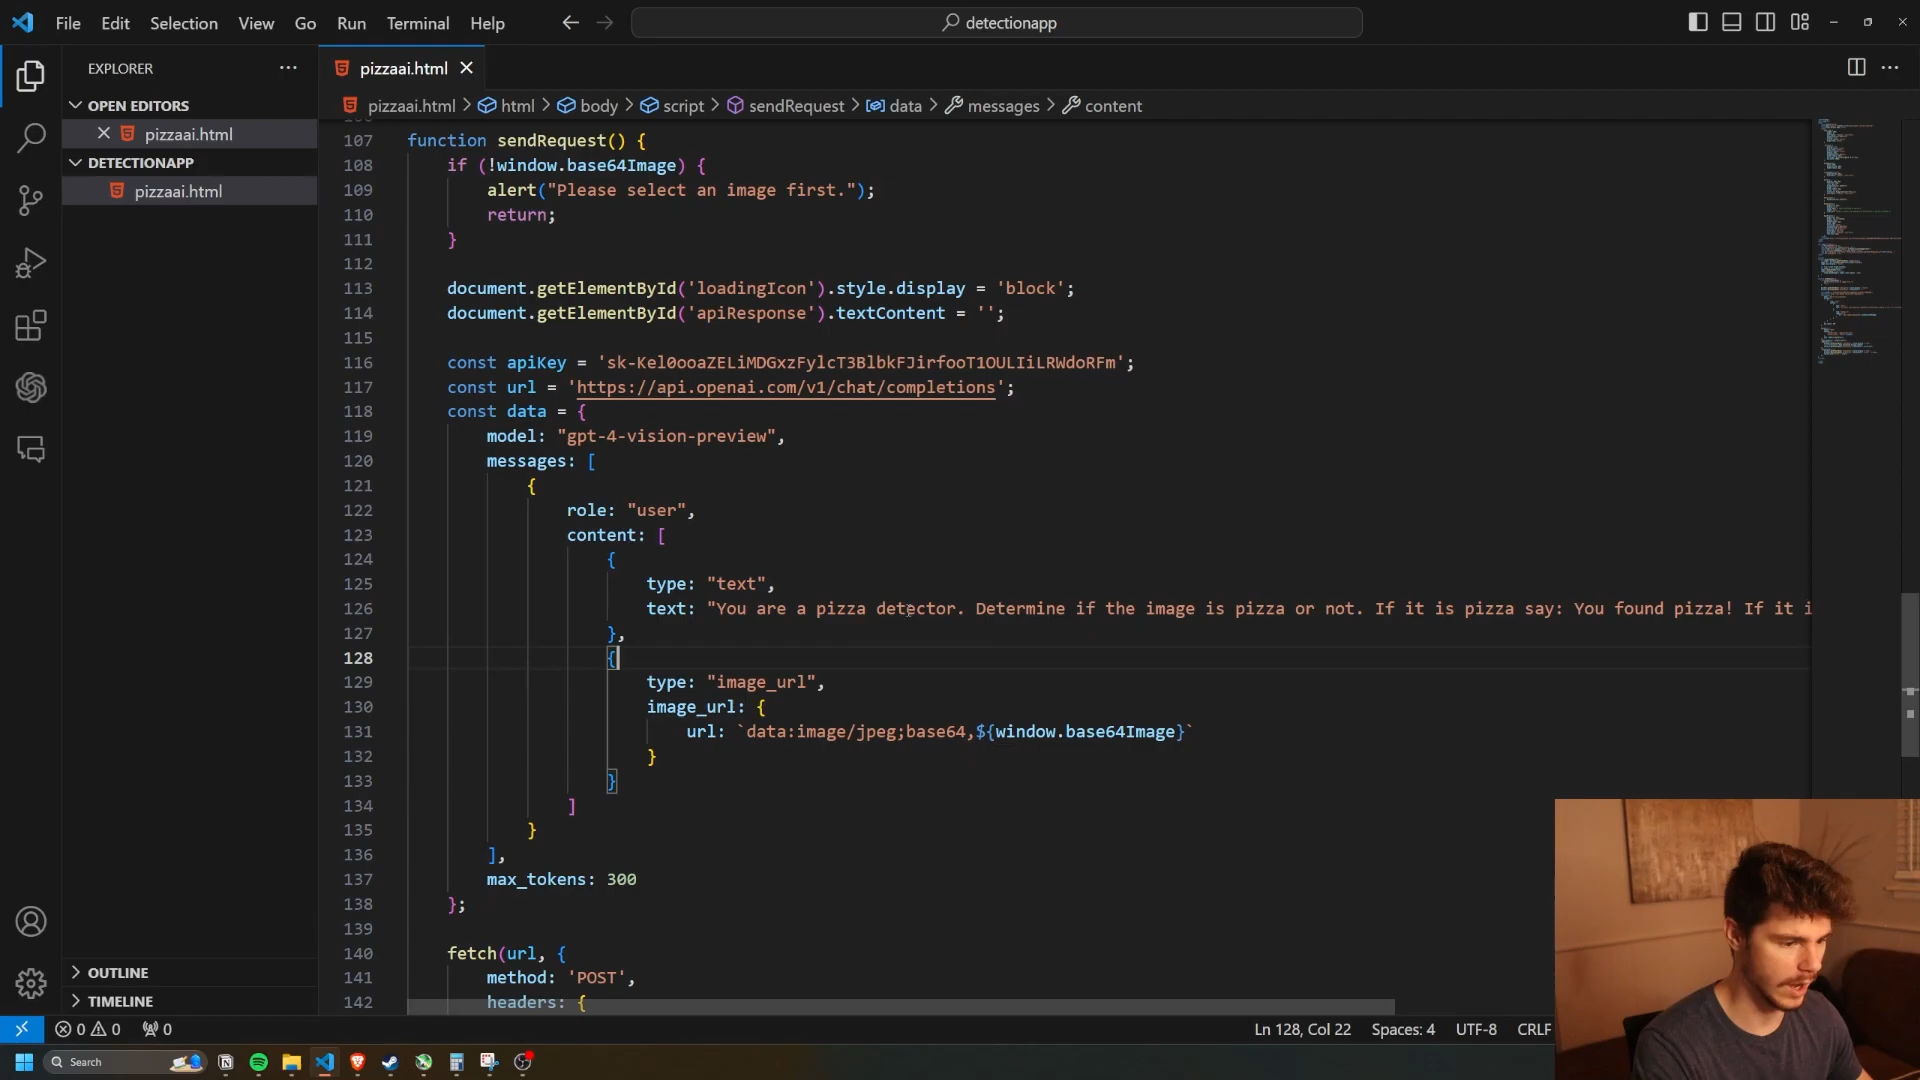 File Edit Selection View Go Run Terminal Help
detectionapp
EXPLORER
pizzaai.html
OPEN EDITORS
pizzaai.html
DETECTIONAPP
pizzaai.html
OUTLINE
TIMELINE
pizzaai.html > html > body > script > sendRequest > data > messages > content
107 function sendRequest() {
108 if (!window.base64Image) {
109 alert("Please select an image first.");
110 return;
111 }
112
113 document.getElementById('loadingIcon').style.display = 'block';
114 document.getElementById('apiResponse').textContent = '';
115
116 const apiKey = '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';
117 const url = 'https://api.openai.com/v1/chat/completions';
118 const data = {
119 model: "gpt-4-vision-preview",
120 messages: [
121 {
122 role: "user",
123 content: [
124 {
125 type: "text",
126 text: "You are a pizza detector. Determine if the image is pizza or not. If it is pizza say: You found pizza! If it i
127 },
128 {
129 type: "image_url",
130 image_url: {
131 url: `data:image/jpeg;base64,${window.base64Image}`
132 }
133 }
134 ]
135 }
136 ],
137 max_tokens: 300
138 };
139
140 fetch(url, {
141 method: 'POST',
142 headers: {
0 0 0
Ln 128, Col 22 Spaces: 4 UTF-8 CRLF
Search